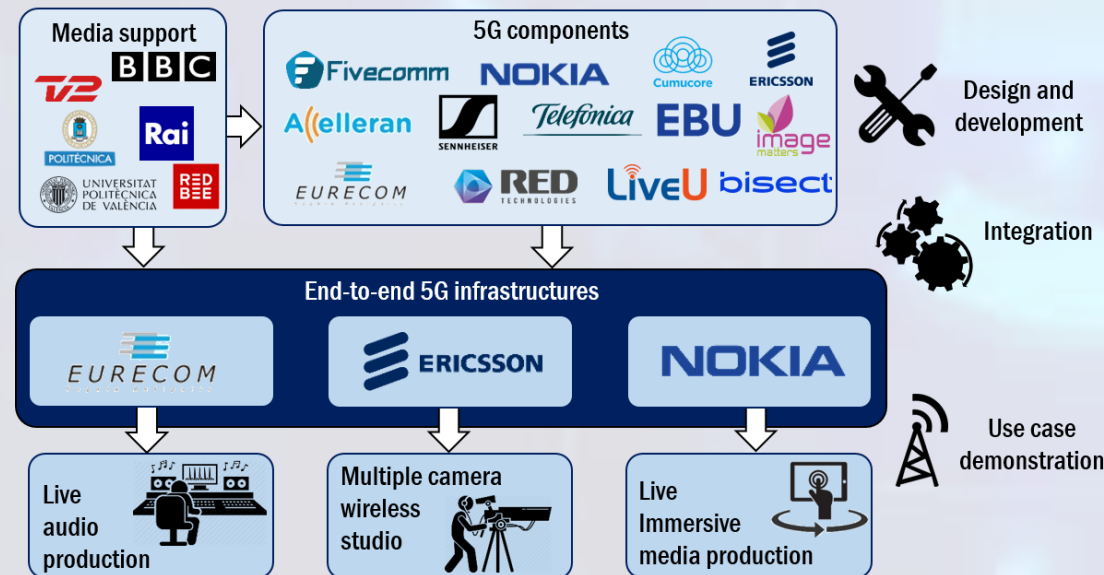 Media support
BBC
TV2
POLITÉCNICA
Rai
UNIVERSITAT
POLITÈCNICA
DE VALÈNCIA
RED
BEE
5G components
Fivecomm
NOKIA
Cumucore
ERICSSON
Accelleran
SENNHEISER
Telefónica
EBU
image
matters
EURECOM
RED
TECHNOLOGIES
LiveU
bisect
Design and
development
Integration
End-to-end 5G infrastructures
EURECOM
ERICSSON
NOKIA
Live
audio
production
Multiple camera
wireless
studio
Live
Immersive
media production
Use case
demonstration